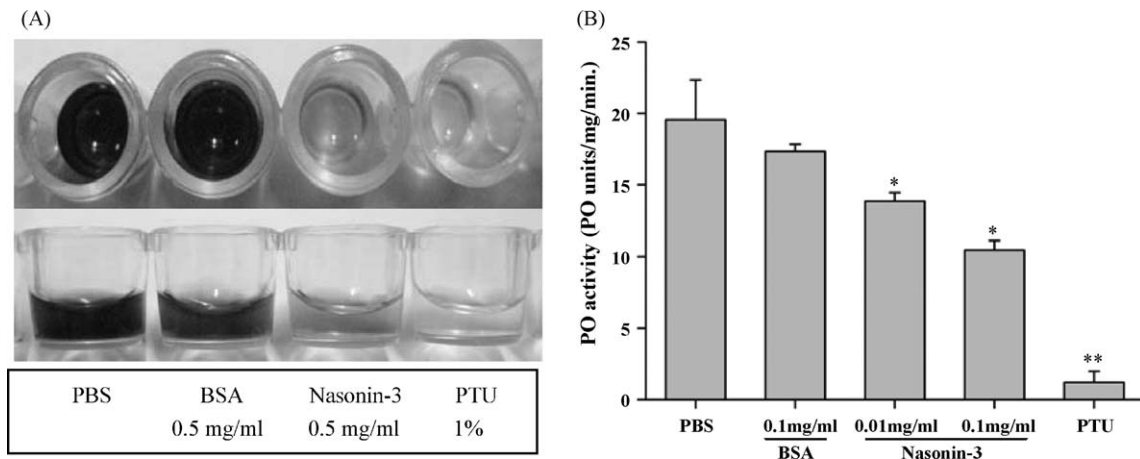 (A)
PBS BSA Nasonin-3 PTU
0.5 mg/ml 0.5 mg/ml 1%
(B)
PO activity (PO units/mg/min.)
25
20
15
10
5
0
*
*
**
PBS 0.1mg/ml 0.01mg/ml 0.1mg/ml PTU
BSA Nasonin-3